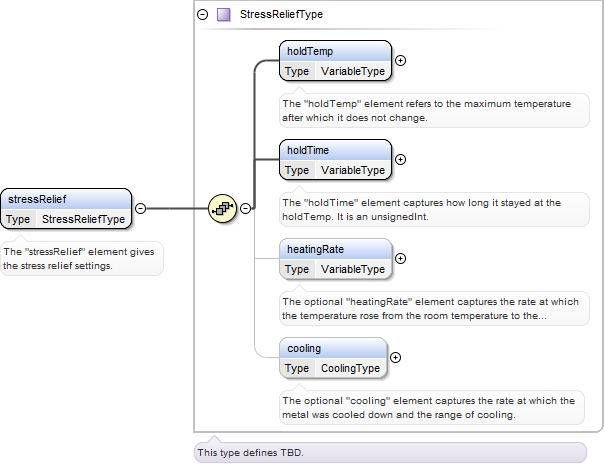 StressReliefType
holdTemp
Type VariableType
The "holdTemp" element refers to the maximum temperature
after which it does not change.
holdTime
Type VariableType
The "holdTime" element captures how long it stayed at the
holdTemp. It is an unsignedInt.
stressRelief
Type StressReliefType
The "stressRelief" element gives
the stress relief settings.
heatingRate
Type VariableType
The optional "heatingRate" element captures the rate at which
the temperature rose from the room temperature to the...
cooling
Type CoolingType
The optional "cooling" element captures the rate at which the
metal was cooled down and the range of cooling.
This type defines TBD.